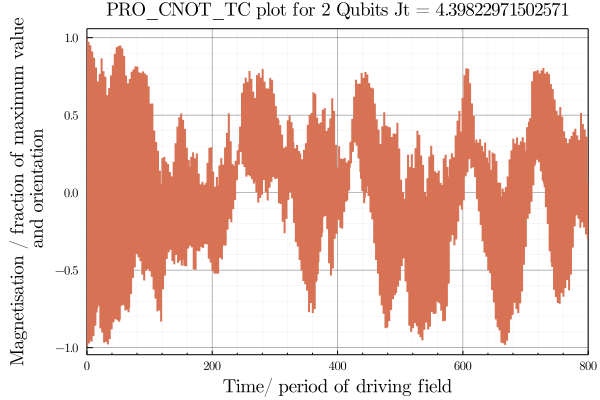 PRO_CNOT_TC plot for 2 Qubits Jt = 4.39822971502571
Magnetisation / fraction of maximum value
and orientation
1.0
0.5
0.0
−0.5
−1.0
0 200 400 600 800
Time/ period of driving field